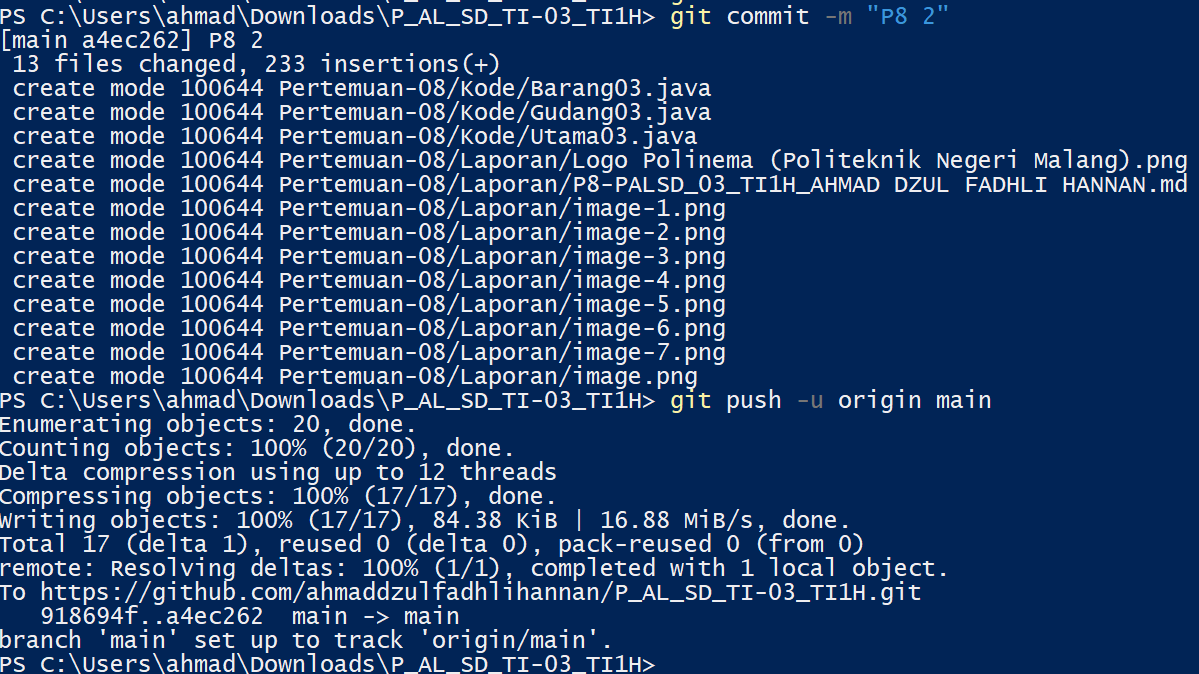 PS C:\Users\ahmad\Downloads\P_AL_SD_TI-03_TI1H> git commit -m "P8 2"
[main a4ec262] P8 2
 13 files changed, 233 insertions(+)
 create mode 100644 Pertemuan-08/Kode/Barang03.java
 create mode 100644 Pertemuan-08/Kode/Gudang03.java
 create mode 100644 Pertemuan-08/Kode/Utama03.java
 create mode 100644 Pertemuan-08/Laporan/Logo Polinema (Politeknik Negeri Malang).png
 create mode 100644 Pertemuan-08/Laporan/P8-PALSD_03_TI1H_AHMAD DZUL FADHLI HANNAN.md
 create mode 100644 Pertemuan-08/Laporan/image-1.png
 create mode 100644 Pertemuan-08/Laporan/image-2.png
 create mode 100644 Pertemuan-08/Laporan/image-3.png
 create mode 100644 Pertemuan-08/Laporan/image-4.png
 create mode 100644 Pertemuan-08/Laporan/image-5.png
 create mode 100644 Pertemuan-08/Laporan/image-6.png
 create mode 100644 Pertemuan-08/Laporan/image-7.png
 create mode 100644 Pertemuan-08/Laporan/image.png
PS C:\Users\ahmad\Downloads\P_AL_SD_TI-03_TI1H> git push -u origin main
Enumerating objects: 20, done.
Counting objects: 100% (20/20), done.
Delta compression using up to 12 threads
Compressing objects: 100% (17/17), done.
Writing objects: 100% (17/17), 84.38 KiB | 16.88 MiB/s, done.
Total 17 (delta 1), reused 0 (delta 0), pack-reused 0 (from 0)
remote: Resolving deltas: 100% (1/1), completed with 1 local object.
To https://github.com/ahmaddzulfadhlihannan/P_AL_SD_TI-03_TI1H.git
   918694f..a4ec262  main -> main
branch 'main' set up to track 'origin/main'.
PS C:\Users\ahmad\Downloads\P_AL_SD_TI-03_TI1H>